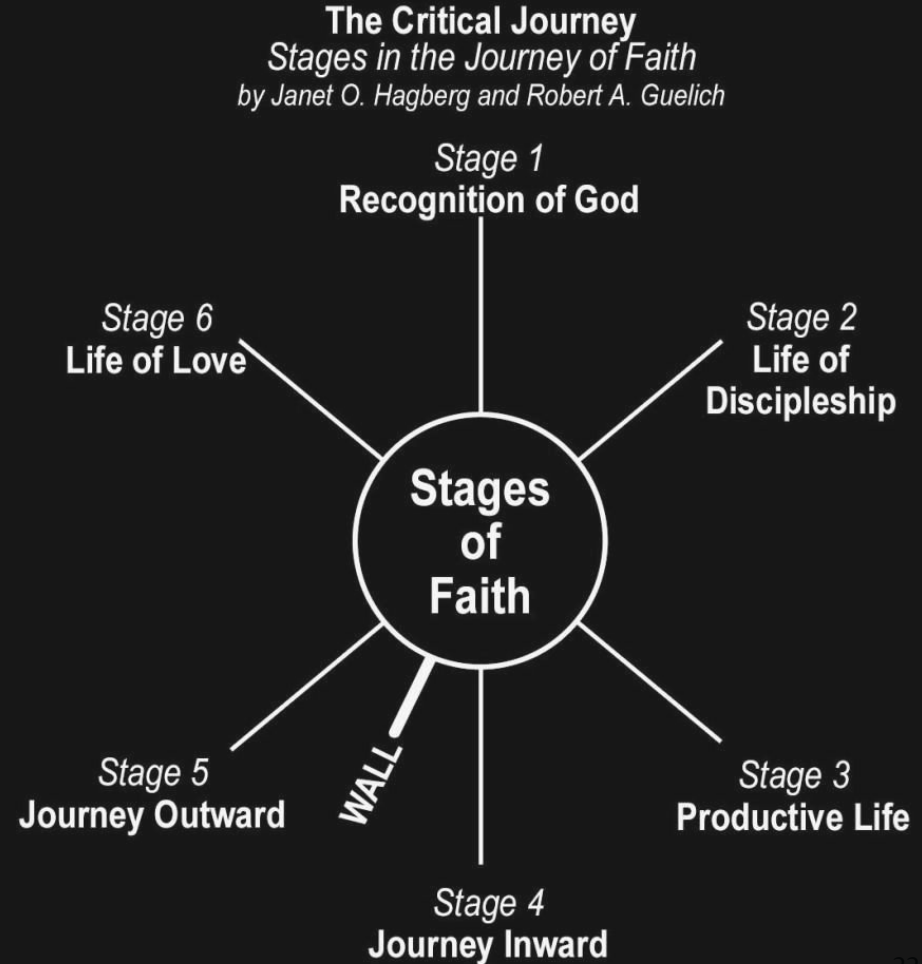 The Critical Journey
Stages in the Journey of Faith
by Janet O. Hagberg and Robert A. Guelich
Stage 1
Recognition of God
Stage 2
Life of
Discipleship
Stage 3
Productive Life
Stage 4
Journey Inward
WALL
Stage 5
Journey Outward
Stage 6
Life of Love
Stages
of
Faith